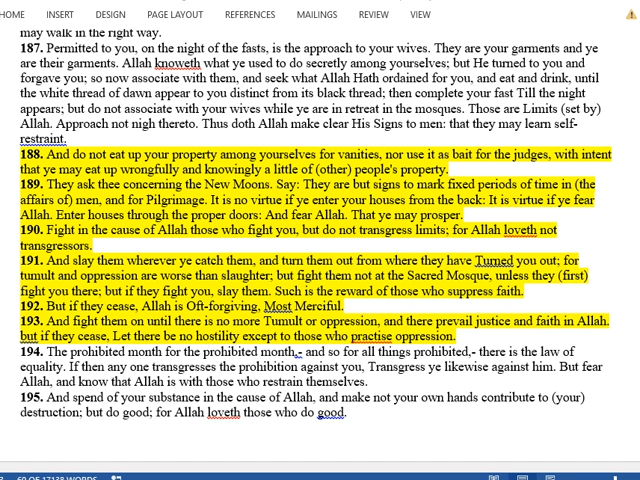 HOME INSERT DESIGN PAGE LAYOUT REFERENCES MAILINGS REVIEW VIEW
may walk in the right way.
187. Permitted to you, on the night of the fasts, is the approach to your wives. They are your garments and ye
are their garments. Allah knoweth what ye used to do secretly among yourselves; but He turned to you and
forgave you; so now associate with them, and seek what Allah Hath ordained for you, and eat and drink, until
the white thread of dawn appear to you distinct from its black thread; then complete your fast Till the night
appears; but do not associate with your wives while ye are in retreat in the mosques. Those are Limits (set by)
Allah. Approach not nigh thereto. Thus doth Allah make clear His Signs to men: that they may learn self-
restraint.
188. And do not eat up your property among yourselves for vanities, nor use it as bait for the judges, with intent
that ye may eat up wrongfully and knowingly a little of (other) people's property.
189. They ask thee concerning the New Moons. Say: They are but signs to mark fixed periods of time in (the
affairs of) men, and for Pilgrimage. It is no virtue if ye enter your houses from the back: It is virtue if ye fear
Allah. Enter houses through the proper doors: And fear Allah. That ye may prosper.
190. Fight in the cause of Allah those who fight you, but do not transgress limits; for Allah loveth not
transgressors.
191. And slay them wherever ye catch them, and turn them out from where they have Turned you out; for
tumult and oppression are worse than slaughter; but fight them not at the Sacred Mosque, unless they (first)
fight you there; but if they fight you, slay them. Such is the reward of those who suppress faith.
192. But if they cease, Allah is Oft-forgiving, Most Merciful.
193. And fight them on until there is no more Tumult or oppression, and there prevail justice and faith in Allah.
but if they cease, Let there be no hostility except to those who practise oppression.
194. The prohibited month for the prohibited month,- and so for all things prohibited,- there is the law of
equality. If then any one transgresses the prohibition against you, Transgress ye likewise against him. But fear
Allah, and know that Allah is with those who restrain themselves.
195. And spend of your substance in the cause of Allah, and make not your own hands contribute to (your)
destruction; but do good; for Allah loveth those who do good.